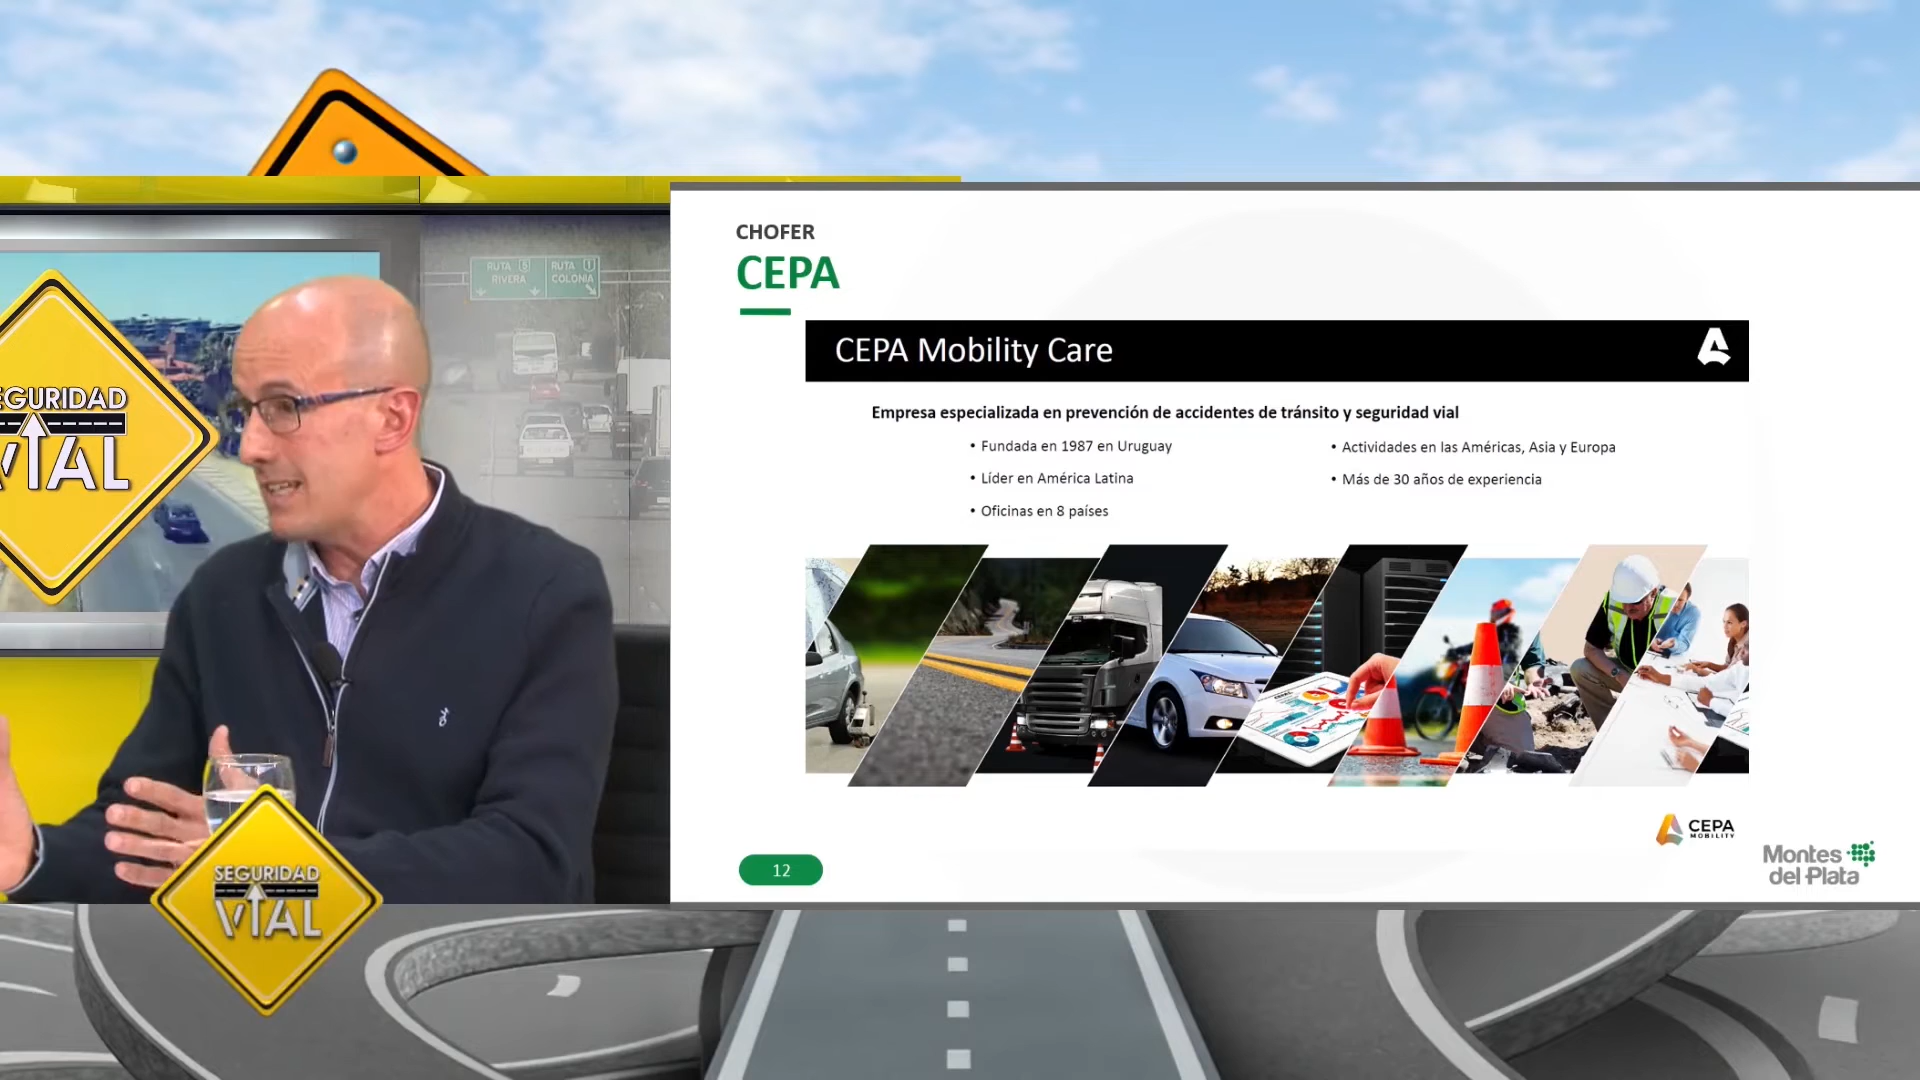 RUTA 5
RIVERA
RUTA 1
COLONIA
EGURIDAD
VIAL
SEGURIDAD
VIAL
CHOFER
CEPA
CEPA Mobility Care
Empresa especializada en prevención de accidentes de tránsito y seguridad vial
• Fundada en 1987 en Uruguay
• Líder en América Latina
• Oficinas en 8 países
• Actividades en las Américas, Asia y Europa
• Más de 30 años de experiencia
CEPA
MOBILITY
12
Montes
del Plata